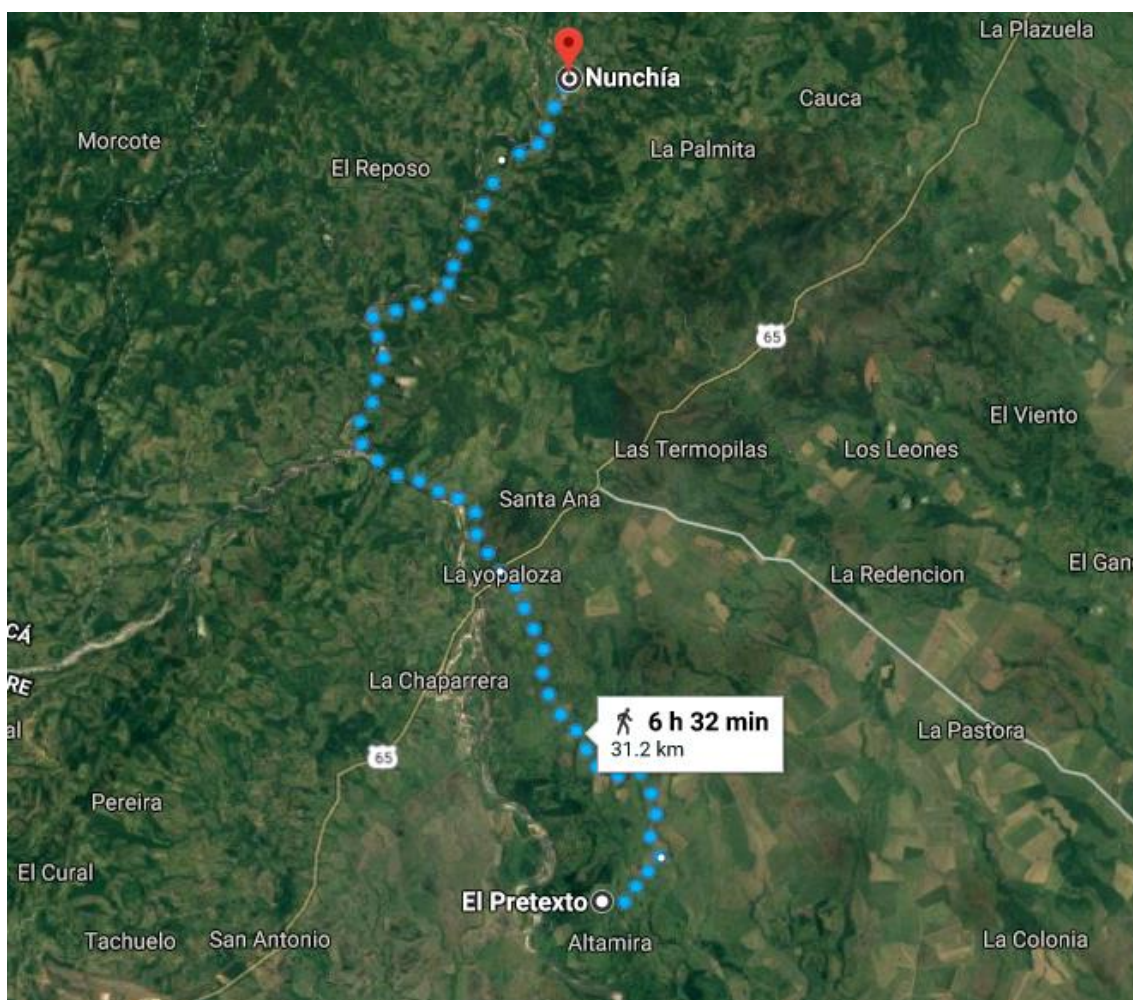 La Plazuela
Nunchía
Cauca
Morcote
La Palmita
El Reposo
65
El Viento
Las Termopilas
Los Leones
Santa Ana
El Gan
La yopaloza
La Redencion
CÁ
RE
La Chaparrera
6 h 32 min
31.2 km
La Pastora
al
65
Pereira
El Cural
El Pretexto
Tachuelo
San Antonio
Altamira
La Colonia